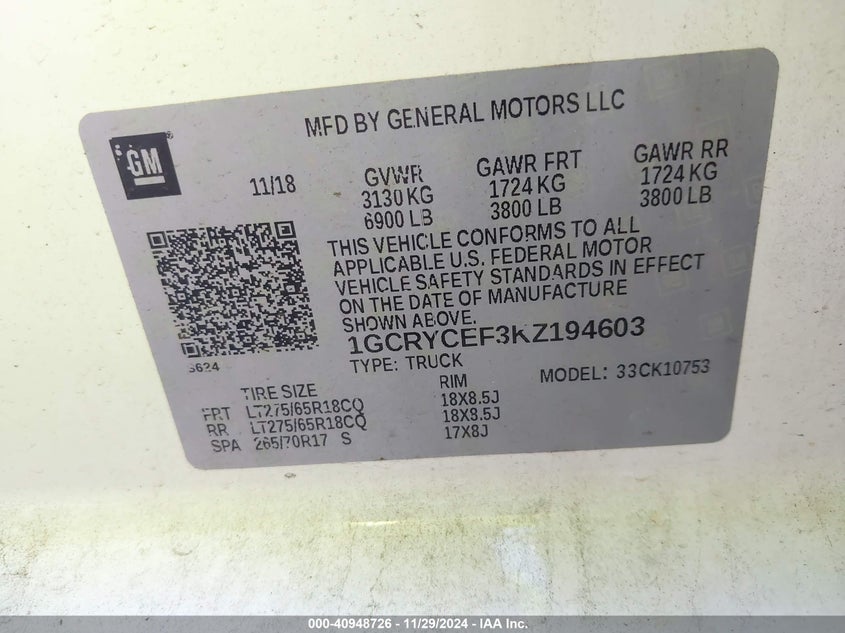 MFD BY GENERAL MOTORS LLC
GM
11/18
GVWR
3130 KG
6900 LB
GAWR FRT
1724 KG
3800 LB
GAWR RR
1724 KG
3800 LB
THIS VEHICLE CONFORMS TO ALL
APPLICABLE U.S. FEDERAL MOTOR
VEHICLE SAFETY STANDARDS IN EFFECT
ON THE DATE OF MANUFACTURE
SHOWN ABOVE.
1GCRYCEF3KZ194603
TYPE: TRUCK
MODEL: 33CK10753
TIRE SIZE RIM
FRT LT275/65R18CQ 18X8.5J
RR LT275/65R18CQ 18X8.5J
SPA 265/70R17 S 17X8J
000-40948726 - 11/29/2024 - IAA Inc.